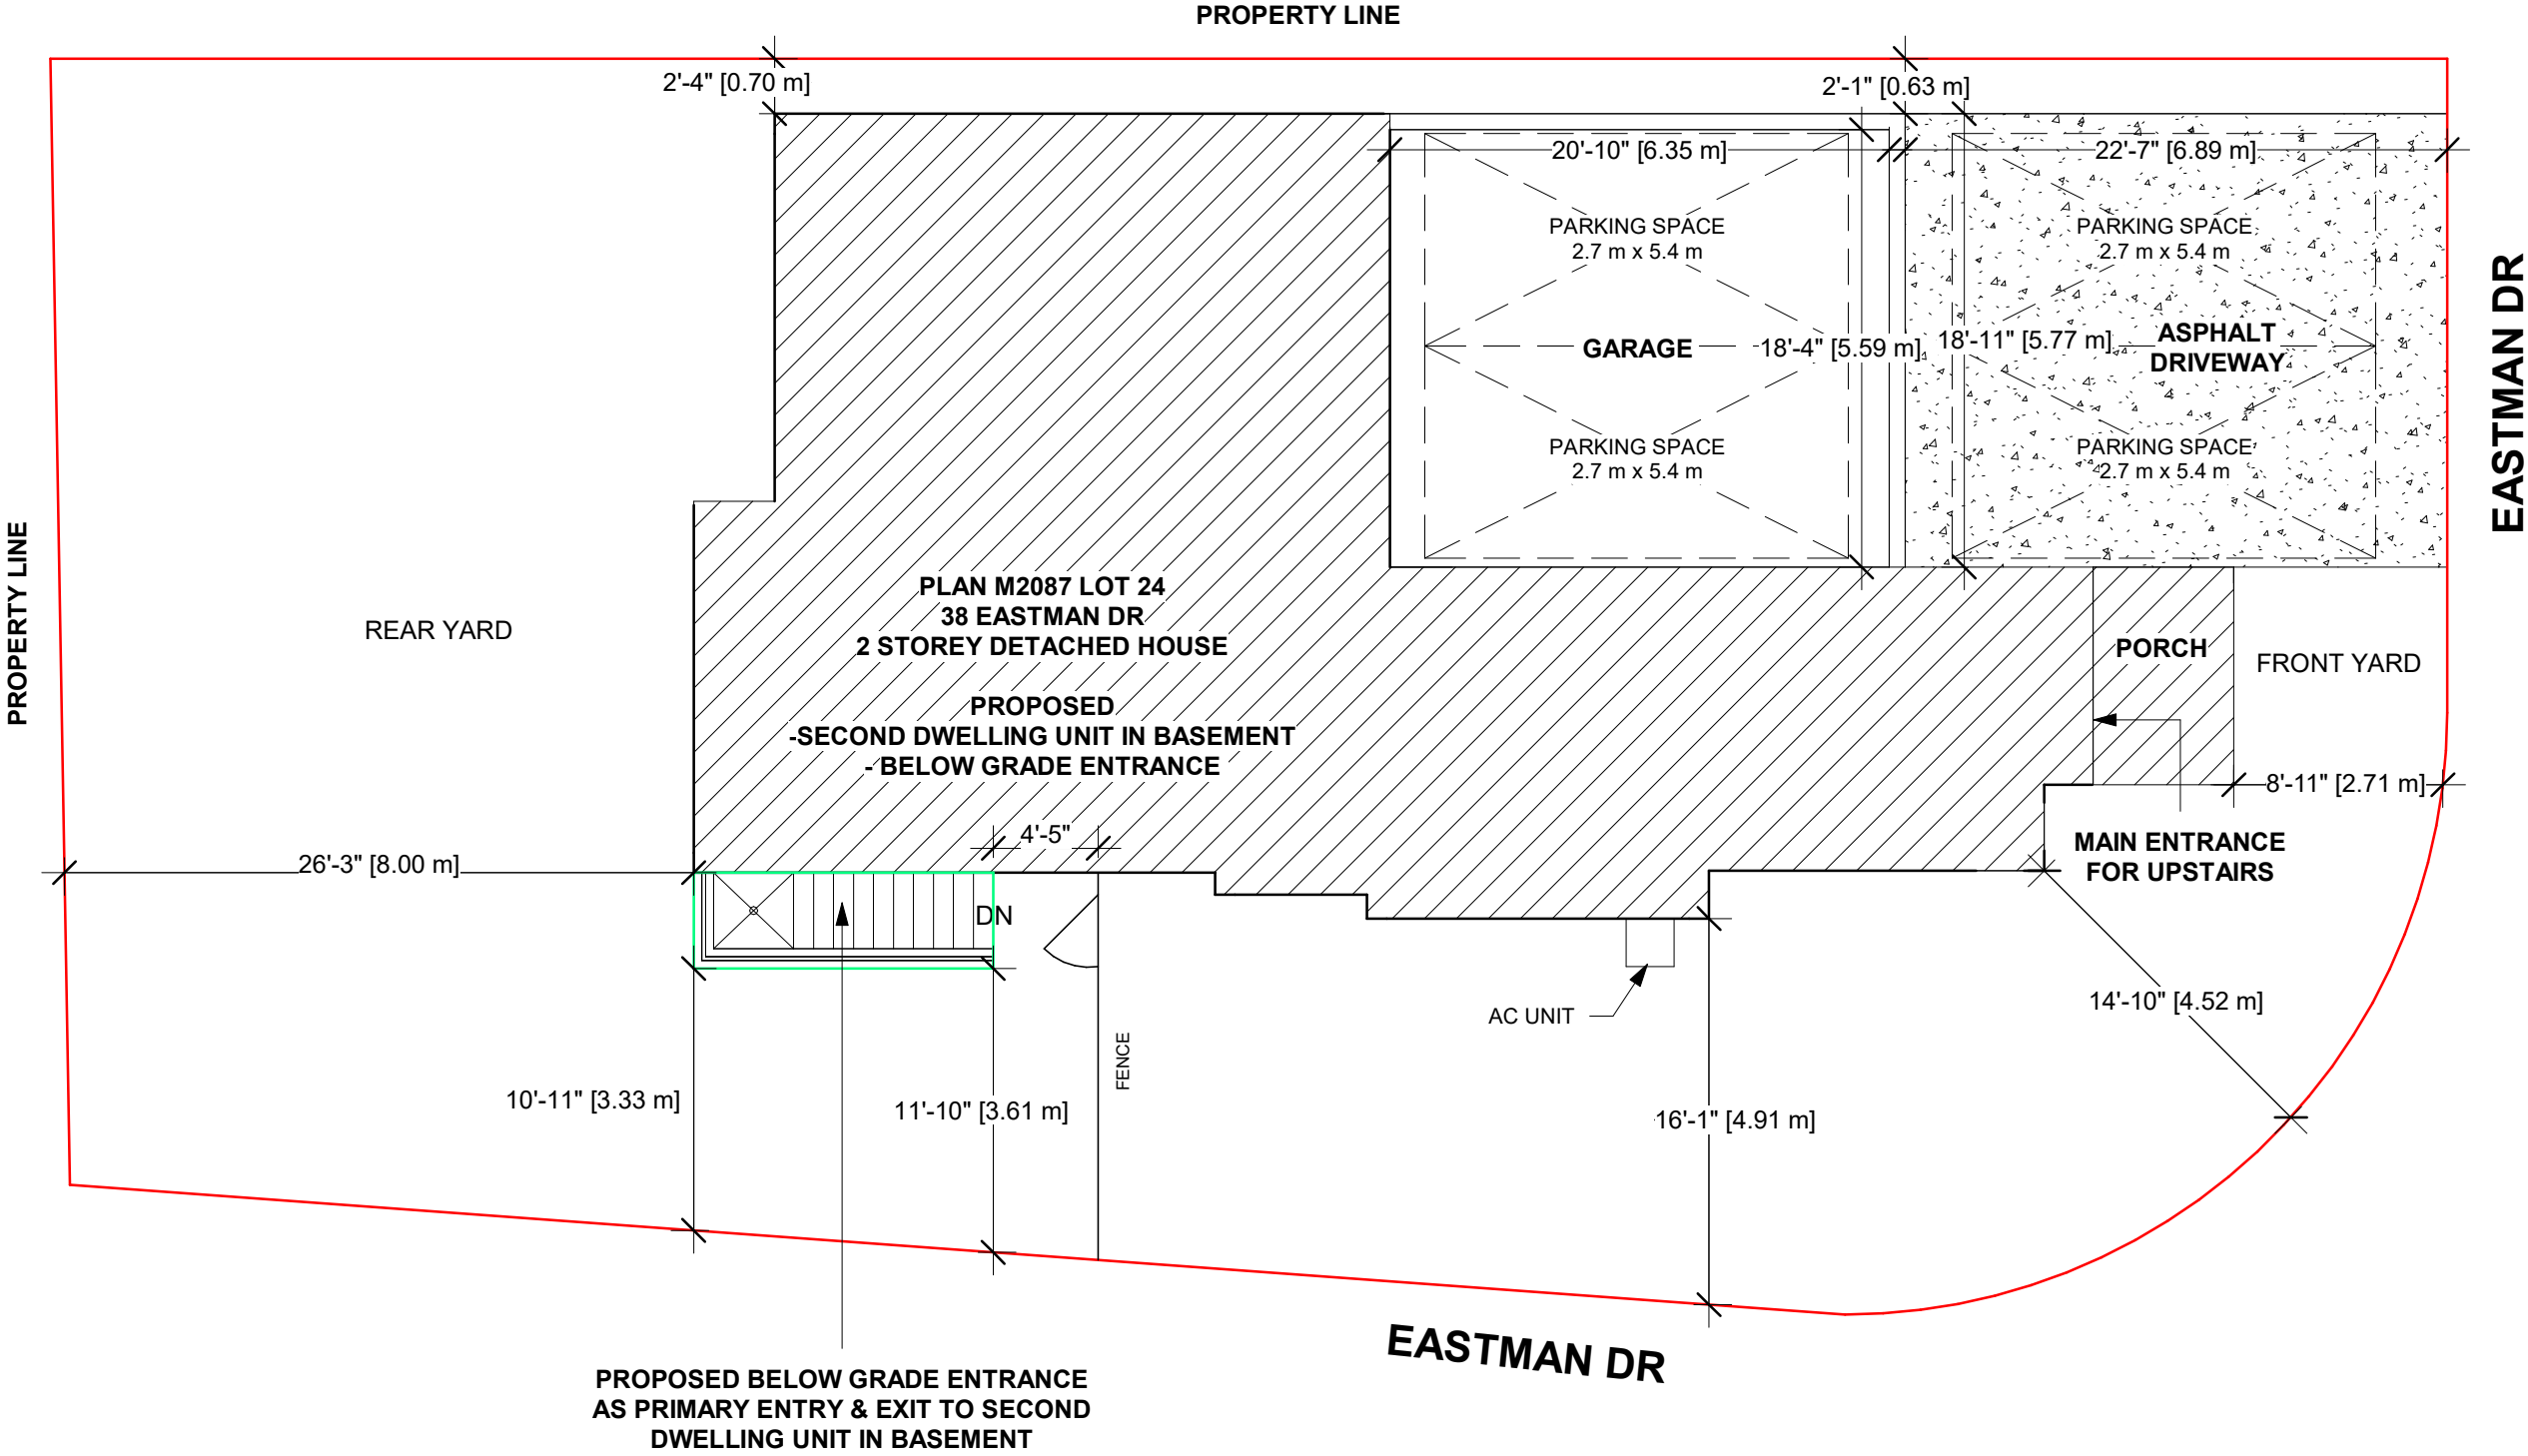 PROPERTY LINE
2'-4" [0.70 m]
2'-1" [0.63 m]
20'-10" [6.35 m]
22'-7" [6.89 m]
PARKING SPACE
2.7 m x 5.4 m
PARKING SPACE
2.7 m x 5.4 m
GARAGE
18'-4" [5.59 m]
18'-11" [5.77 m]
ASPHALT
DRIVEWAY
EASTMAN DR
PARKING SPACE
2.7 m x 5.4 m
PARKING SPACE
2.7 m x 5.4 m
PROPERTY LINE
REAR YARD
PLAN M2087 LOT 24
38 EASTMAN DR
2 STOREY DETACHED HOUSE
PROPOSED
-SECOND DWELLING UNIT IN BASEMENT
- BELOW GRADE ENTRANCE
PORCH
FRONT YARD
8'-11" [2.71 m]
4'-5"
MAIN ENTRANCE
FOR UPSTAIRS
26'-3" [8.00 m]
DN
AC UNIT
14'-10" [4.52 m]
FENCE
10'-11" [3.33 m]
11'-10" [3.61 m]
16'-1" [4.91 m]
EASTMAN DR
PROPOSED BELOW GRADE ENTRANCE
AS PRIMARY ENTRY & EXIT TO SECOND
DWELLING UNIT IN BASEMENT